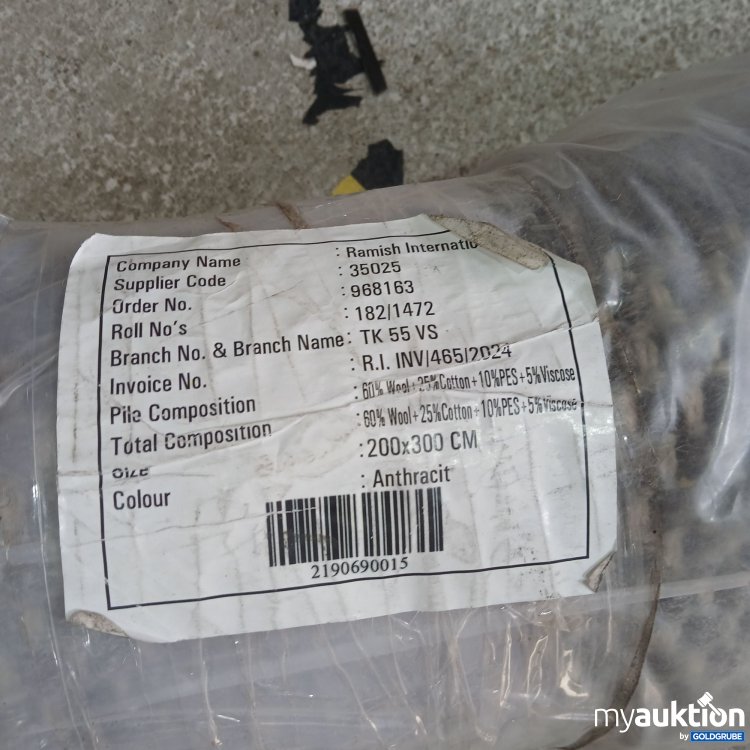 Company Name : Ramish Internatio
Supplier Code : 35025
Order No. : 968163
Roll No's : 182/1472
Branch No. & Branch Name : TK 55 VS
Invoice No. : R.I. INV/465/2024
Pile Composition : 60% Wool+25%Cotton+10%PES+5%Viscose
Total Composition : 60% Wool+25%Cotton+10%PES+5%Viscose
Size : 200x300 CM
Colour : Anthracit
2190690015
myauktion
by GOLDGRUBE